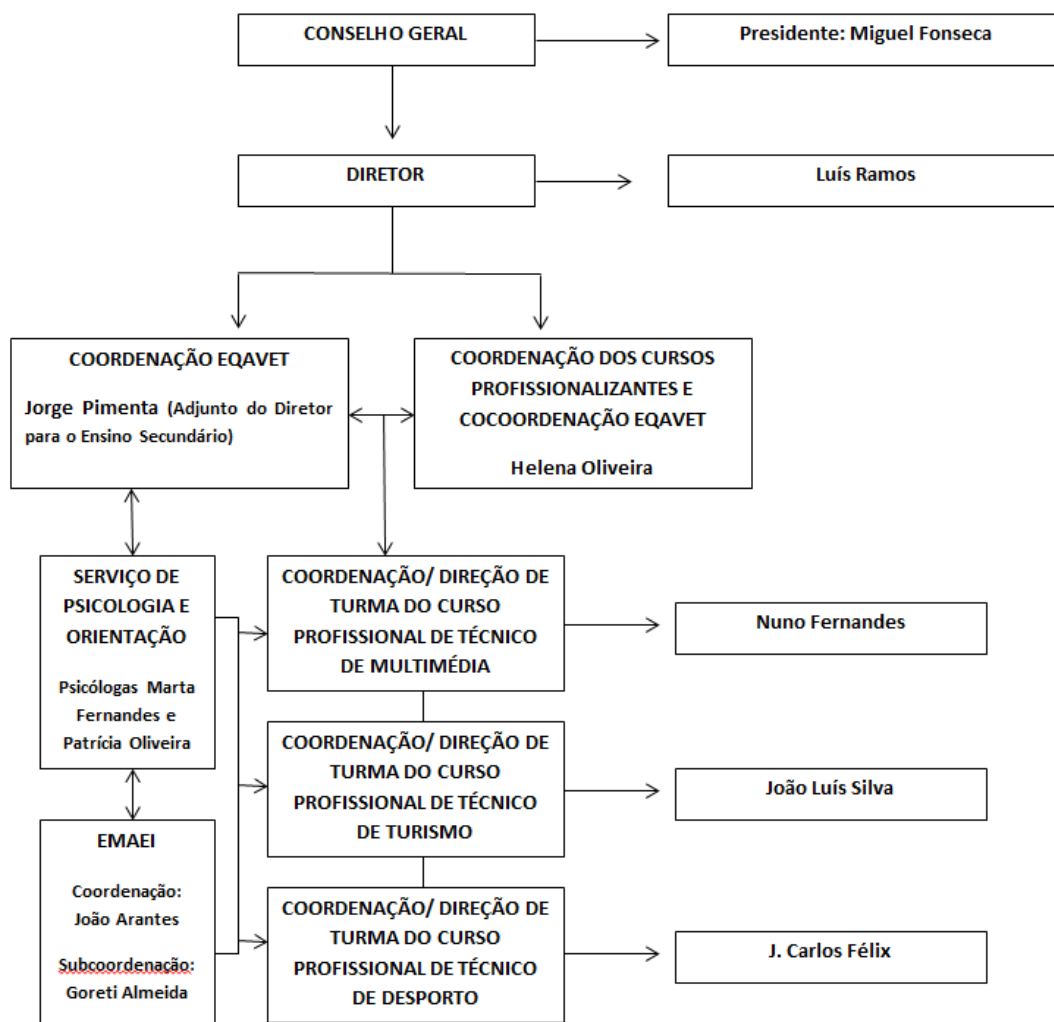 CONSELHO GERAL
Presidente: Miguel Fonseca
DIRETOR
Luís Ramos
COORDENAÇÃO EQAVET
Jorge Pimenta (Adjunto do Diretor
para o Ensino Secundário)
COORDENAÇÃO DOS CURSOS
PROFISSIONALIZANTES E
COCOORDENAÇÃO EQAVET
Helena Oliveira
SERVIÇO DE
PSICOLOGIA E
ORIENTAÇÃO
Psicólogas Marta
Fernandes e
Patrícia Oliveira
COORDENAÇÃO/ DIREÇÃO DE
TURMA DO CURSO
PROFISSIONAL DE TÉCNICO
DE MULTIMÉDIA
Nuno Fernandes
COORDENAÇÃO/ DIREÇÃO DE
TURMA DO CURSO
PROFISSIONAL DE TÉCNICO
DE TURISMO
João Luís Silva
EMAEI
Coordenação:
João Arantes
Subcoordenação:
Goreti Almeida
COORDENAÇÃO/ DIREÇÃO DE
TURMA DO CURSO
PROFISSIONAL DE TÉCNICO
DE DESPORTO
J. Carlos Félix